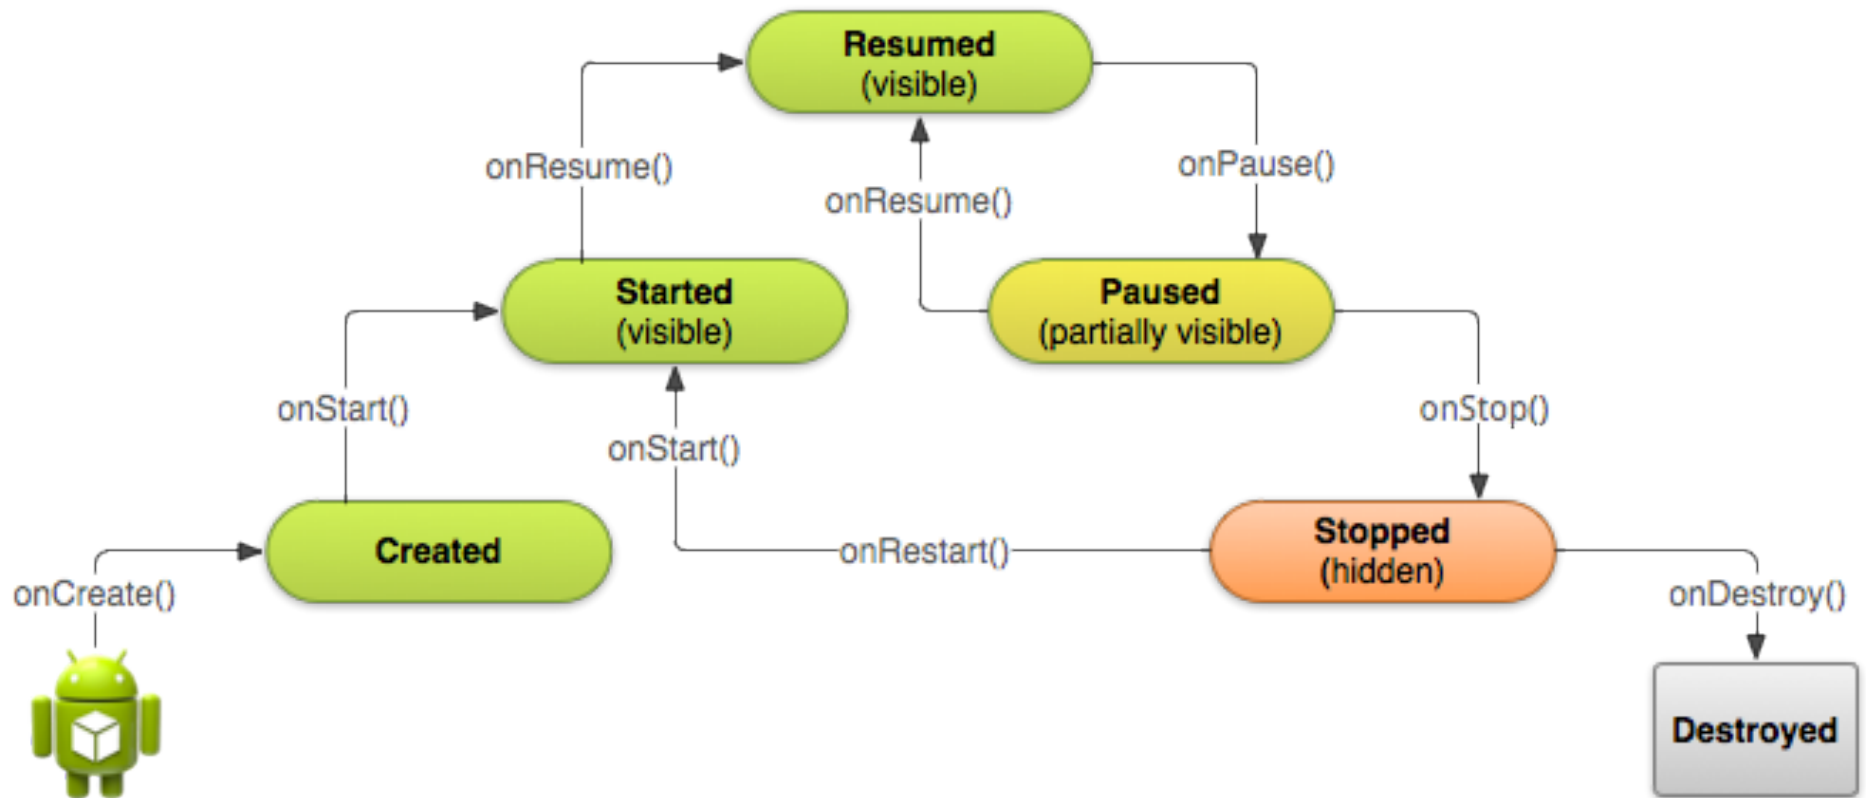 Resumed
(visible)
onResume()
onPause()
onResume()
Started
(visible)
Paused
(partially visible)
onStart()
onStop()
onStart()
Created
onRestart()
Stopped
(hidden)
onCreate()
onDestroy()
Destroyed